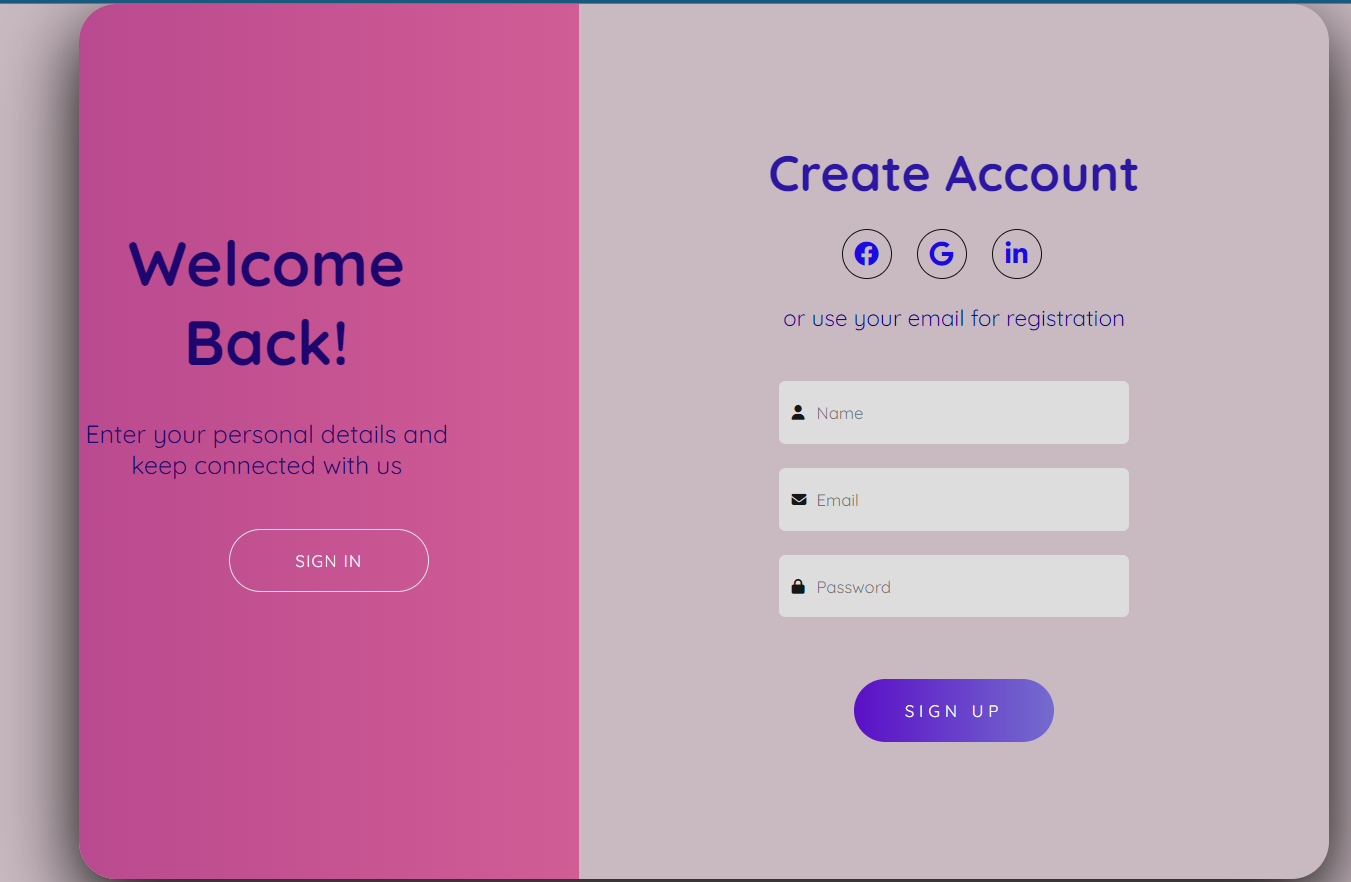 Welcome
Back!
Enter your personal details and
keep connected with us
SIGN IN
Create Account
or use your email for registration
Name
Email
Password
SIGN UP